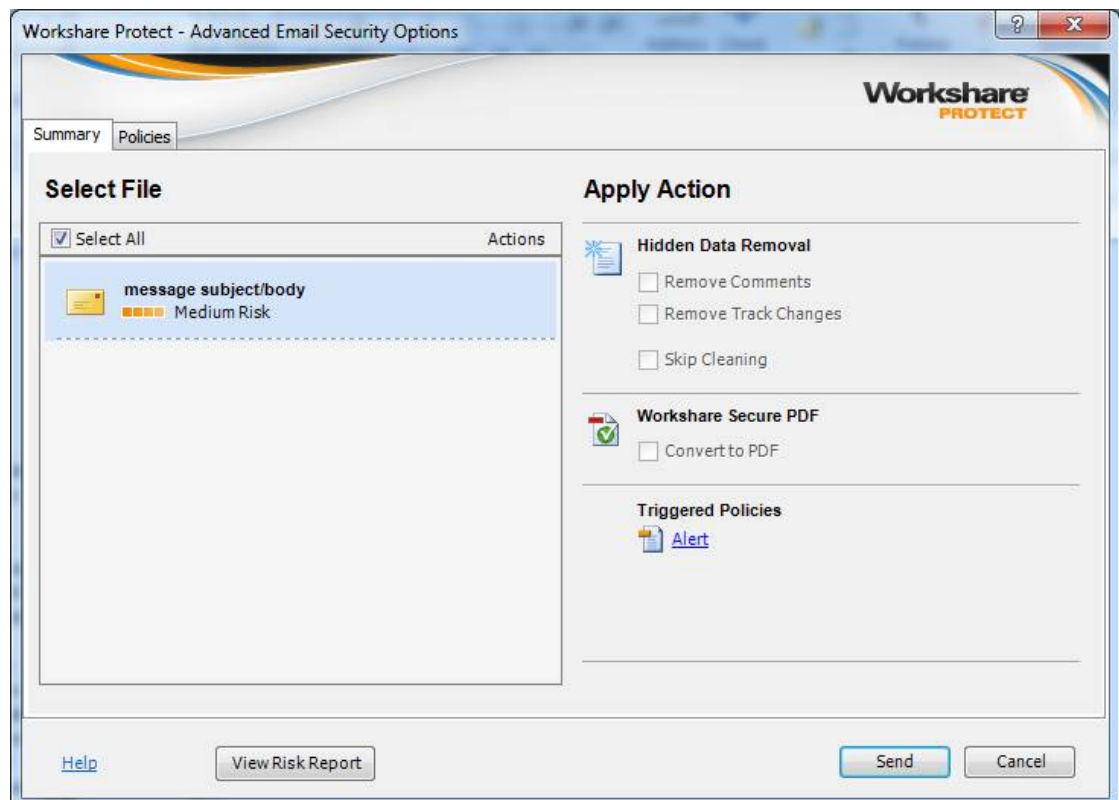 Workshare Protect - Advanced Email Security Options
Workshare
PROTECT
Summary
Policies
Select File
Select All
Actions
message subject/body
Medium Risk
Apply Action
Hidden Data Removal
Remove Comments
Remove Track Changes
Skip Cleaning
Workshare Secure PDF
Convert to PDF
Triggered Policies
Alert
Help
View Risk Report
Send
Cancel